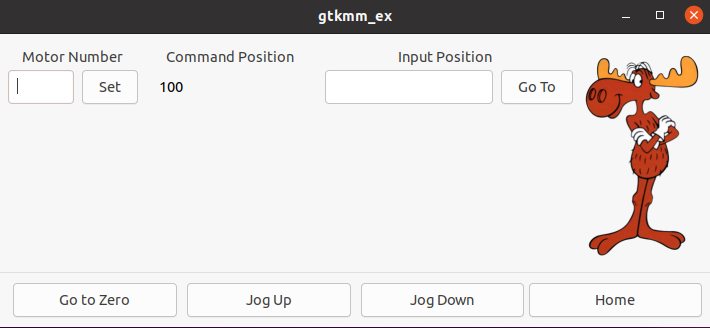 gtkmm_ex
Motor Number Command Position Input Position
Set 100 Go To
Go to Zero Jog Up Jog Down Home